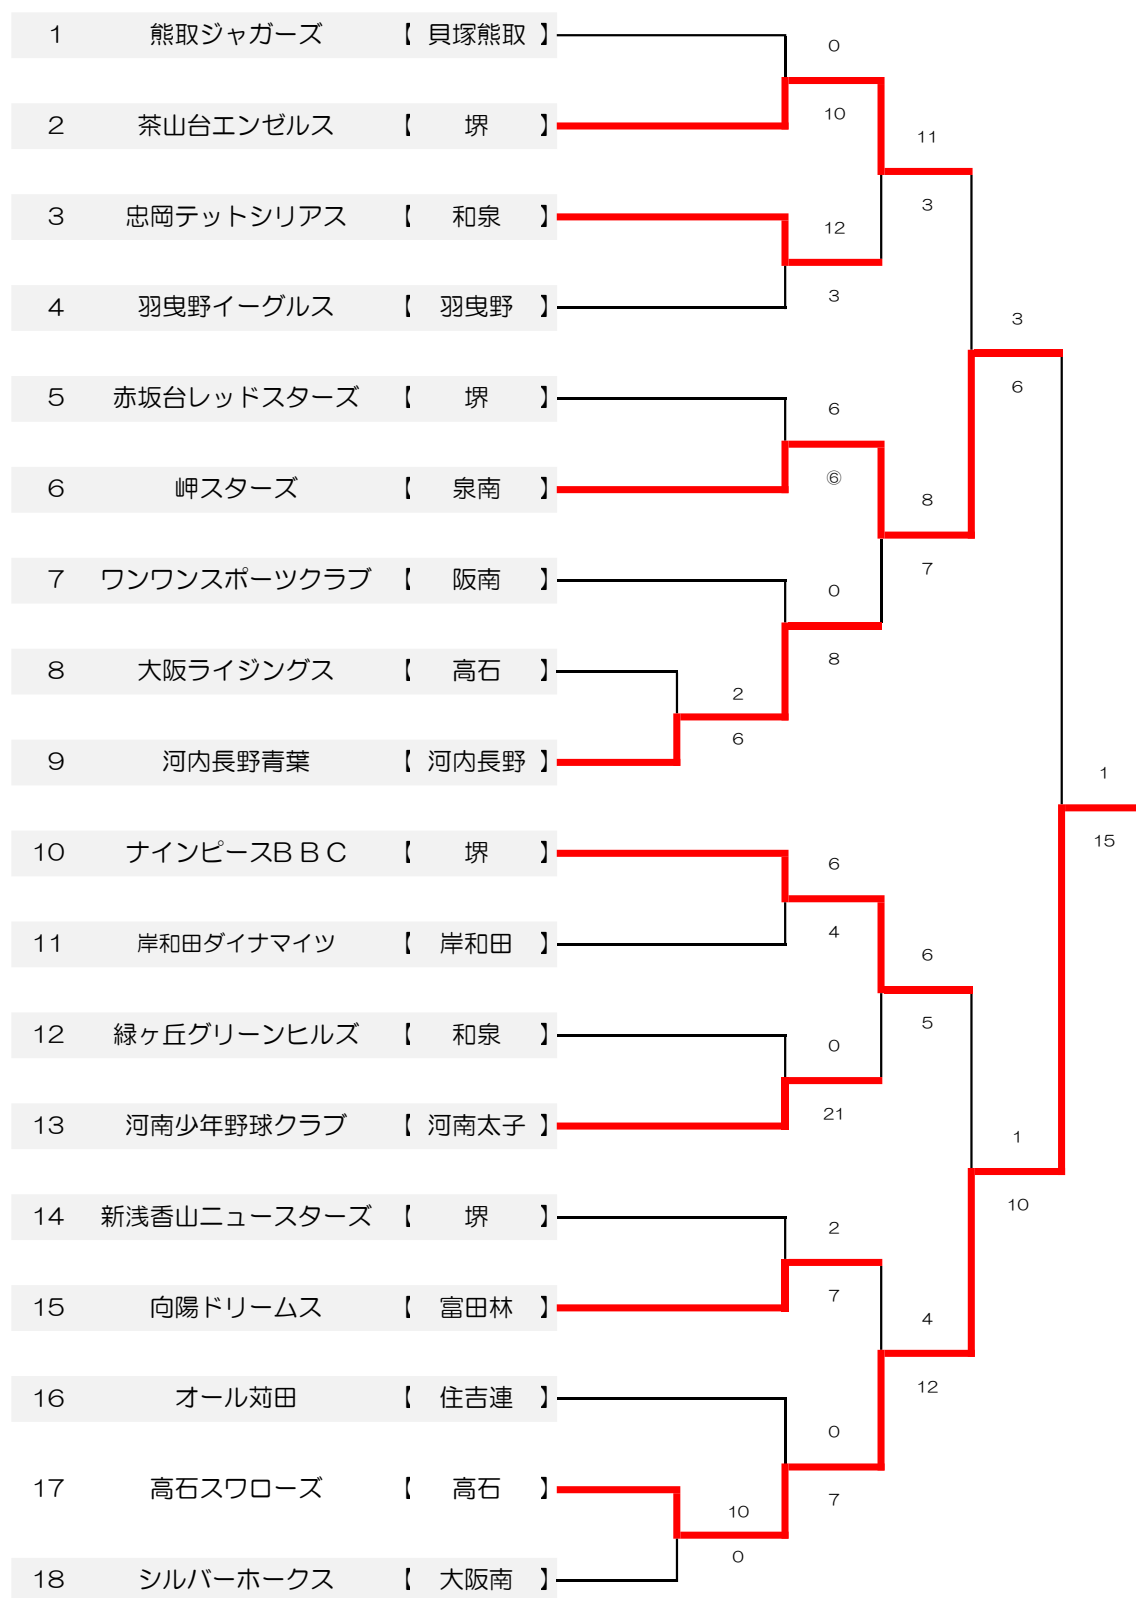 1 熊取ジャガーズ 【 貝塚熊取 】
0
2 茶山台エンゼルス 【 堺 】
10
11
3 忠岡テットシリアス 【 和泉 】
3
12
4 羽曳野イーグルス 【 羽曳野 】
3
3
5 赤坂台レッドスターズ 【 堺 】
6
6
6 岬スターズ 【 泉南 】
⑥
8
7 ワンワンスポーツクラブ 【 阪南 】
7
0
8 大阪ライジングス 【 高石 】
8
2
6
9 河内長野青葉 【 河内長野 】
1
15
10 ナインピースＢＢＣ 【 堺 】
6
11 岸和田ダイナマイツ 【 岸和田 】
4
6
12 緑ヶ丘グリーンヒルズ 【 和泉 】
5
0
13 河南少年野球クラブ 【 河南太子 】
21
1
10
14 新浅香山ニュースターズ 【 堺 】
2
15 向陽ドリームス 【 富田林 】
7
4
16 オール苅田 【 住吉連 】
12
0
17 高石スワローズ 【 高石 】
7
10
0
18 シルバーホークス 【 大阪南 】